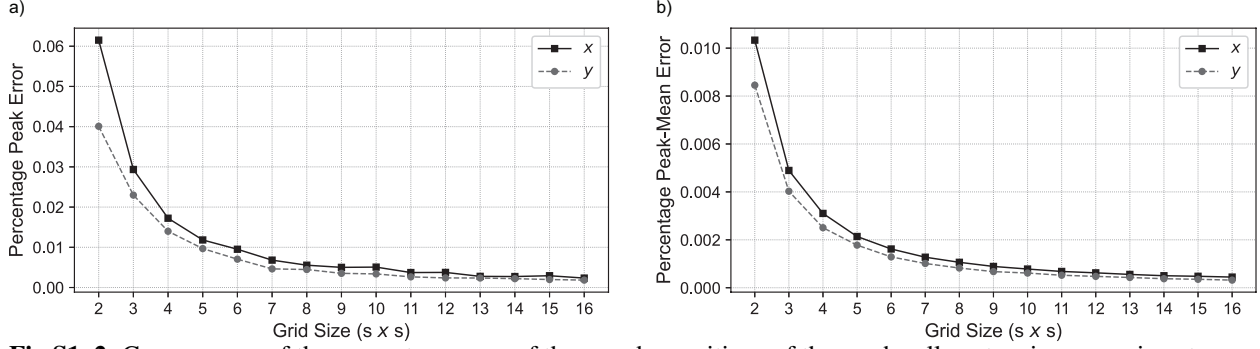 a)
Percentage Peak Error
0.06
0.05
0.04
0.03
0.02
0.01
0.00
x
y
2 3 4 5 6 7 8 9 10 11 12 13 14 15 16
Grid Size (s x s)
b)
Percentage Peak-Mean Error
0.010
0.008
0.006
0.004
0.002
0.000
x
y
2 3 4 5 6 7 8 9 10 11 12 13 14 15 16
Grid Size (s x s)